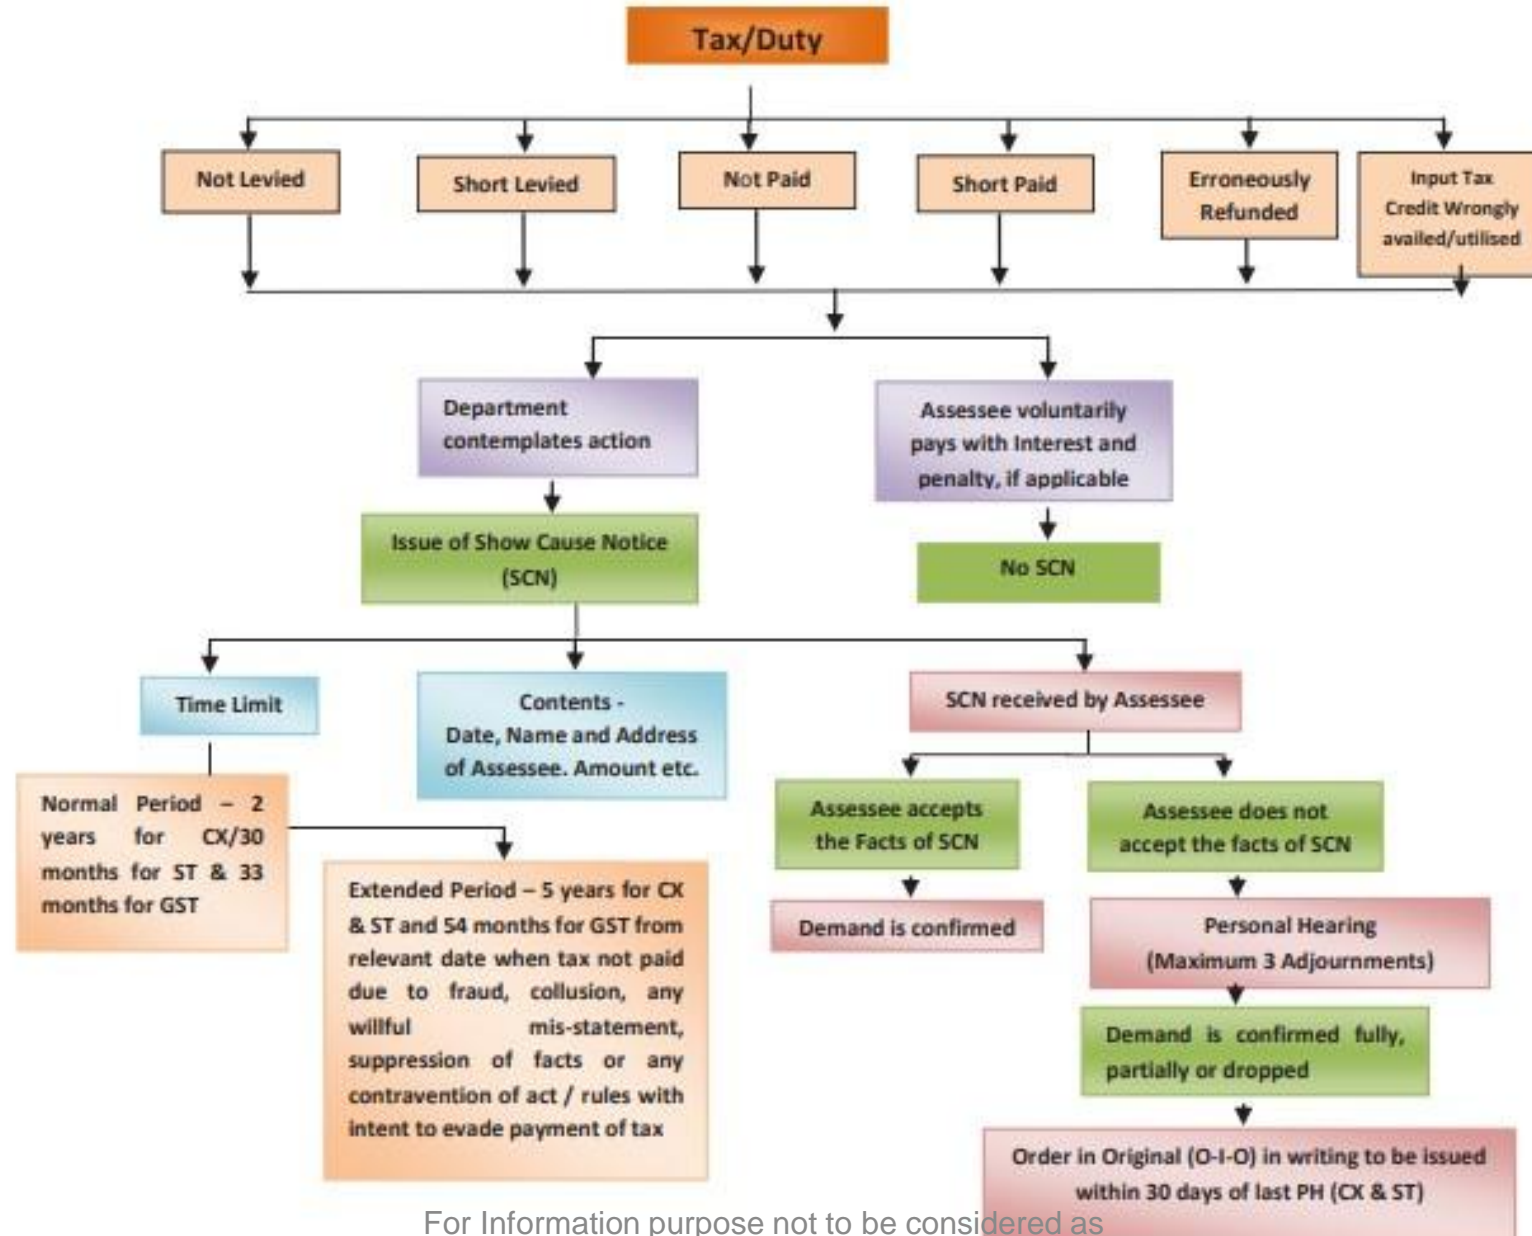 Tax/Duty
Not Levied
Short Levied
Not Paid
Short Paid
Erroneously
Refunded
Input Tax
Credit Wrongly
availed/utilised
Department
contemplates action
Assessee voluntarily
pays with Interest and
penalty, if applicable
Issue of Show Cause Notice
(SCN)
No SCN
Time Limit
Contents -
Date, Name and Address
of Assessee. Amount etc.
SCN received by Assessee
Normal Period – 2
years for CX/30
months for ST & 33
months for GST
Extended Period – 5 years for CX
& ST and 54 months for GST from
relevant date when tax not paid
due to fraud, collusion, any
willful mis-statement,
suppression of facts or any
contravention of act / rules with
intent to evade payment of tax
Assessee accepts
the Facts of SCN
Assessee does not
accept the facts of SCN
Demand is confirmed
Personal Hearing
(Maximum 3 Adjournments)
Demand is confirmed fully,
partially or dropped
Order in Original (O-I-O) in writing to be issued
within 30 days of last PH (CX & ST)
For Information purpose not to be considered as